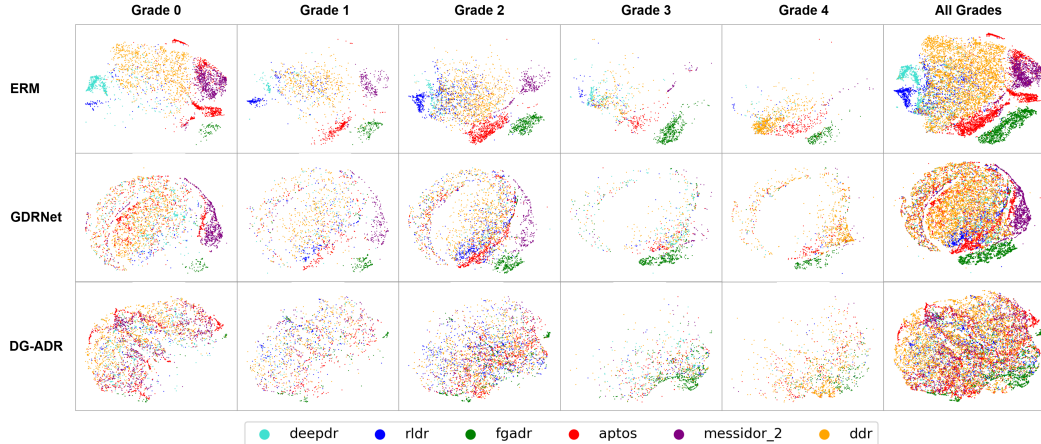 Grade 0 Grade 1 Grade 2 Grade 3 Grade 4 All Grades
ERM
GDRNet
DG-ADR
deepdr rldr fgadr aptos messidor_2 ddr